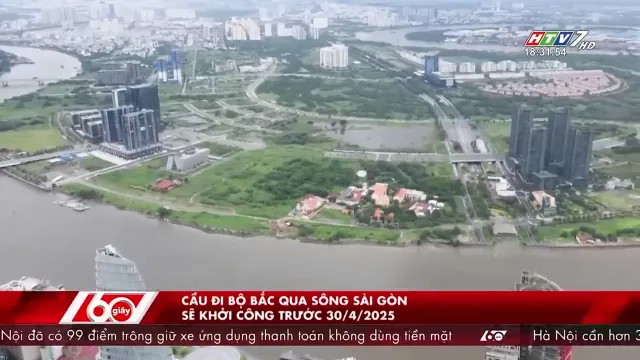 HTV7 HD
18:31:54
60 giây
CẦU ĐI BỘ BẮC QUA SÔNG SÀI GÒN
SẼ KHỞI CÔNG TRƯỚC 30/4/2025
Nội đã có 99 điểm trông giữ xe ứng dụng thanh toán không dùng tiền mặt 60 Hà Nội cần hơn 3